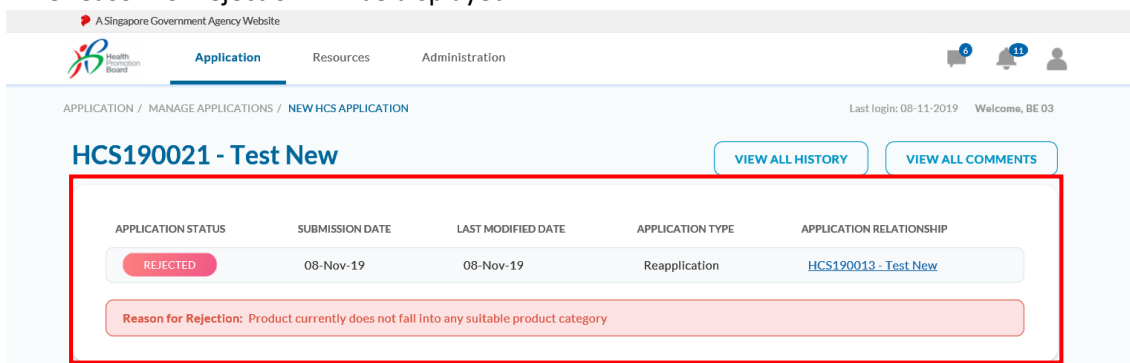 A Singapore Government Agency Website
Health Promotion Board
Application Resources Administration
6 11
APPLICATION / MANAGE APPLICATIONS / NEW HCS APPLICATION Last login: 08-11-2019 Welcome, BE 03
HCS190021 - Test New VIEW ALL HISTORY VIEW ALL COMMENTS
APPLICATION STATUS SUBMISSION DATE LAST MODIFIED DATE APPLICATION TYPE APPLICATION RELATIONSHIP
REJECTED 08-Nov-19 08-Nov-19 Reapplication HCS190013 - Test New
Reason for Rejection: Product currently does not fall into any suitable product category